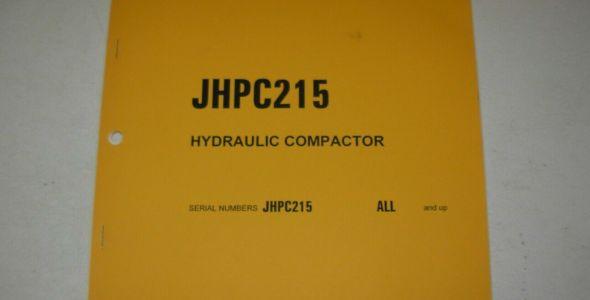 JHPC215
HYDRAULIC COMPACTOR
SERIAL NUMBERS JHPC215 ALL and up